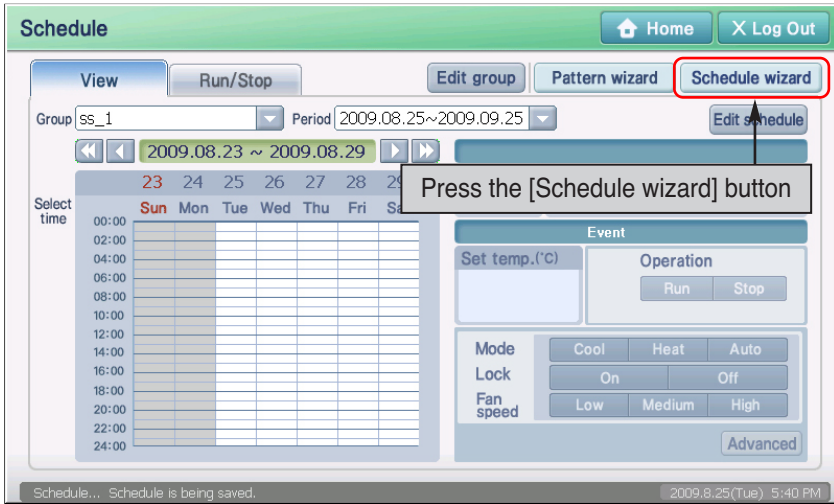 Schedule
Home
X Log Out
View
Run/Stop
Edit group
Pattern wizard
Schedule wizard
Group ss_1
Period 2009.08.25~2009.09.25
Edit schedule
2009.08.23 ~ 2009.08.29
Press the [Schedule wizard] button
23 24 25 26 27 28
Select time
Sun Mon Tue Wed Thu Fri
00:00
02:00
04:00
06:00
08:00
10:00
12:00
14:00
16:00
18:00
20:00
22:00
24:00
Event
Set temp.(°C)
Operation
Run Stop
Mode Cool Heat Auto
Lock On Off
Fan speed Low Medium High
Advanced
Schedule... Schedule is being saved.
2009.8.25(Tue) 5:40 PM